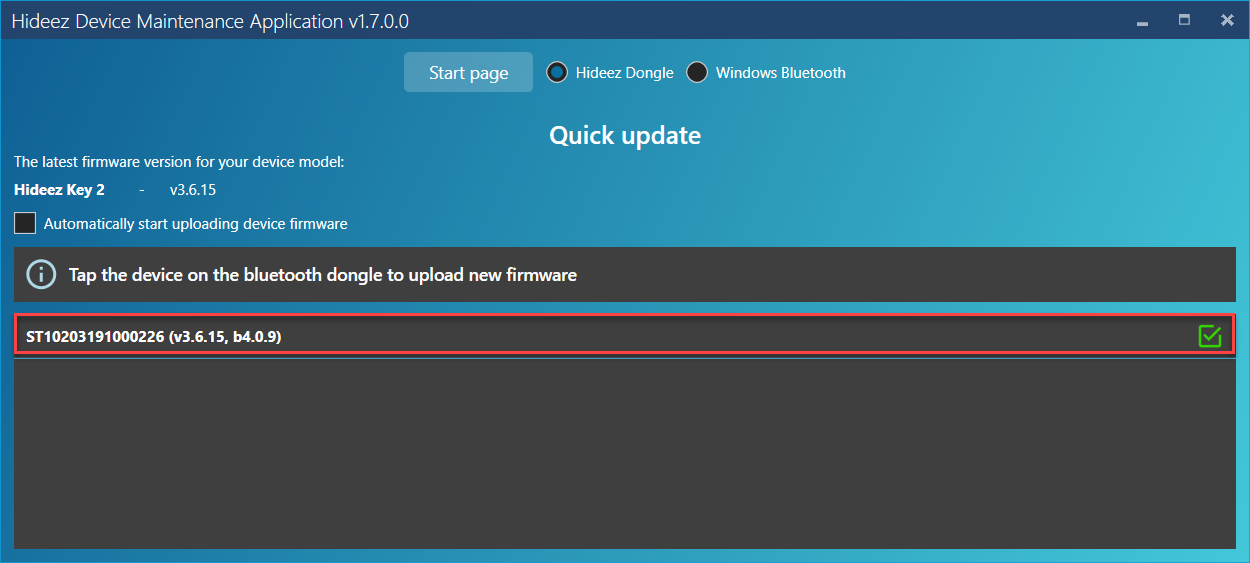 Hideez Device Maintenance Application v1.7.0.0
Start page Hideez Dongle Windows Bluetooth
Quick update
The latest firmware version for your device model:
Hideez Key 2 - v3.6.15
Automatically start uploading device firmware
Tap the device on the bluetooth dongle to upload new firmware
ST10203191000226 (v3.6.15, b4.0.9)